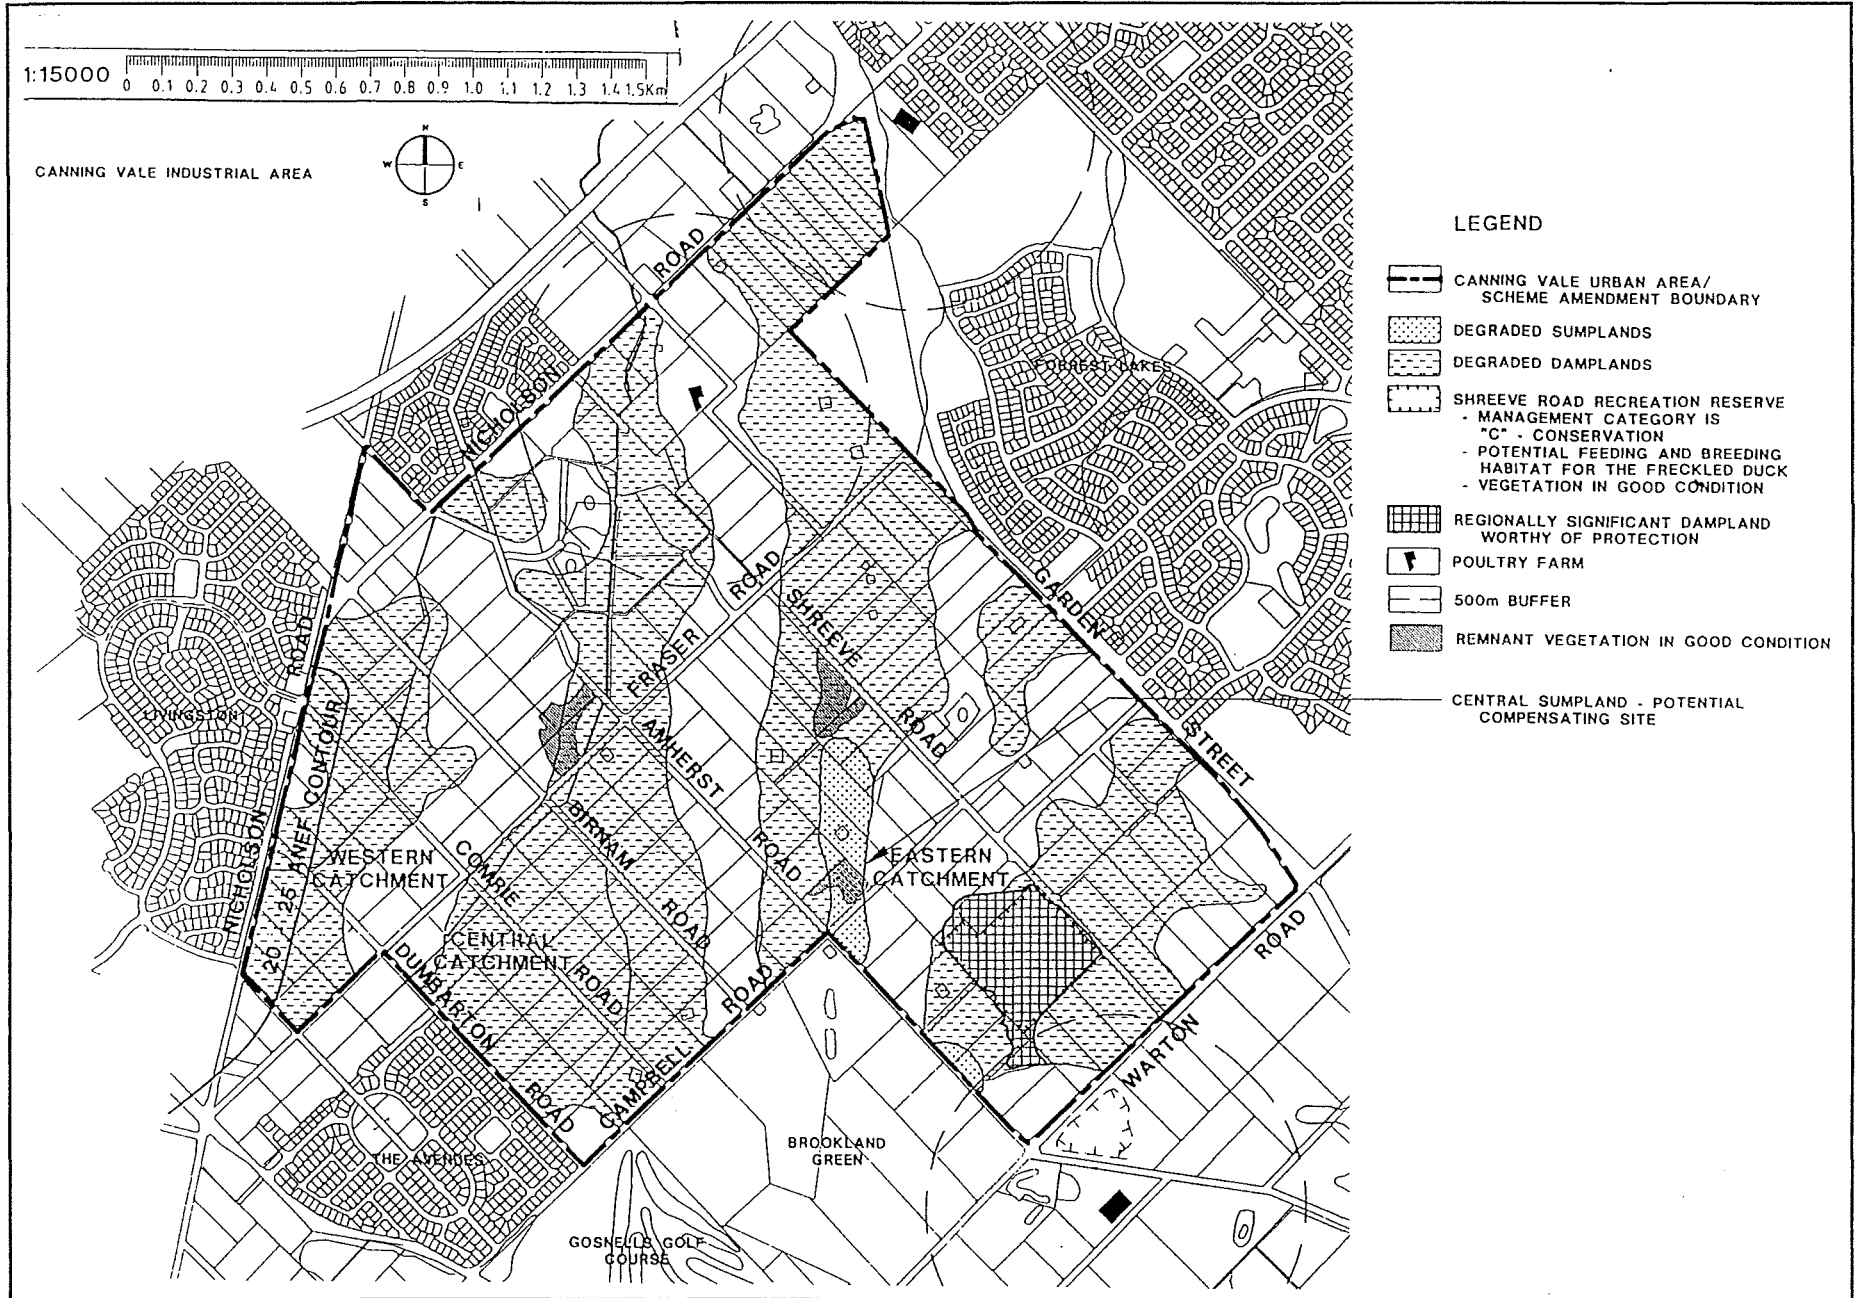 1:15000
0 0.1 0.2 0.3 0.4 0.5 0.6 0.7 0.8 0.9 1.0 1.1 1.2 1.3 1.4 1.5Km
N
W E
S
CANNING VALE INDUSTRIAL AREA
ROAD
NICHOLSON
FORREST LAKES
ROAD
FRASER
SHREEVE
ROAD
GARDEN
STREET
ROAD
NICHOLSON
LIVINGSTON
20 25 ANEF CONTOUR
AMHERST
ROAD
BIRNAM
ROAD
COMRIE
ROAD
WESTERN
CATCHMENT
CENTRAL
CATCHMENT
EASTERN
CATCHMENT
DUMBARTON
ROAD
CAMPBELL
ROAD
WARTON
ROAD
THE AVENUES
BROOKLAND
GREEN
GOSNELLS GOLF
COURSE
LEGEND
CANNING VALE URBAN AREA/
SCHEME AMENDMENT BOUNDARY
DEGRADED SUMPLANDS
DEGRADED DAMPLANDS
SHREEVE ROAD RECREATION RESERVE
- MANAGEMENT CATEGORY IS
"C" - CONSERVATION
- POTENTIAL FEEDING AND BREEDING
HABITAT FOR THE FRECKLED DUCK
- VEGETATION IN GOOD CONDITION
REGIONALLY SIGNIFICANT DAMPLAND
WORTHY OF PROTECTION
POULTRY FARM
500m BUFFER
REMNANT VEGETATION IN GOOD CONDITION
CENTRAL SUMPLAND - POTENTIAL
COMPENSATING SITE